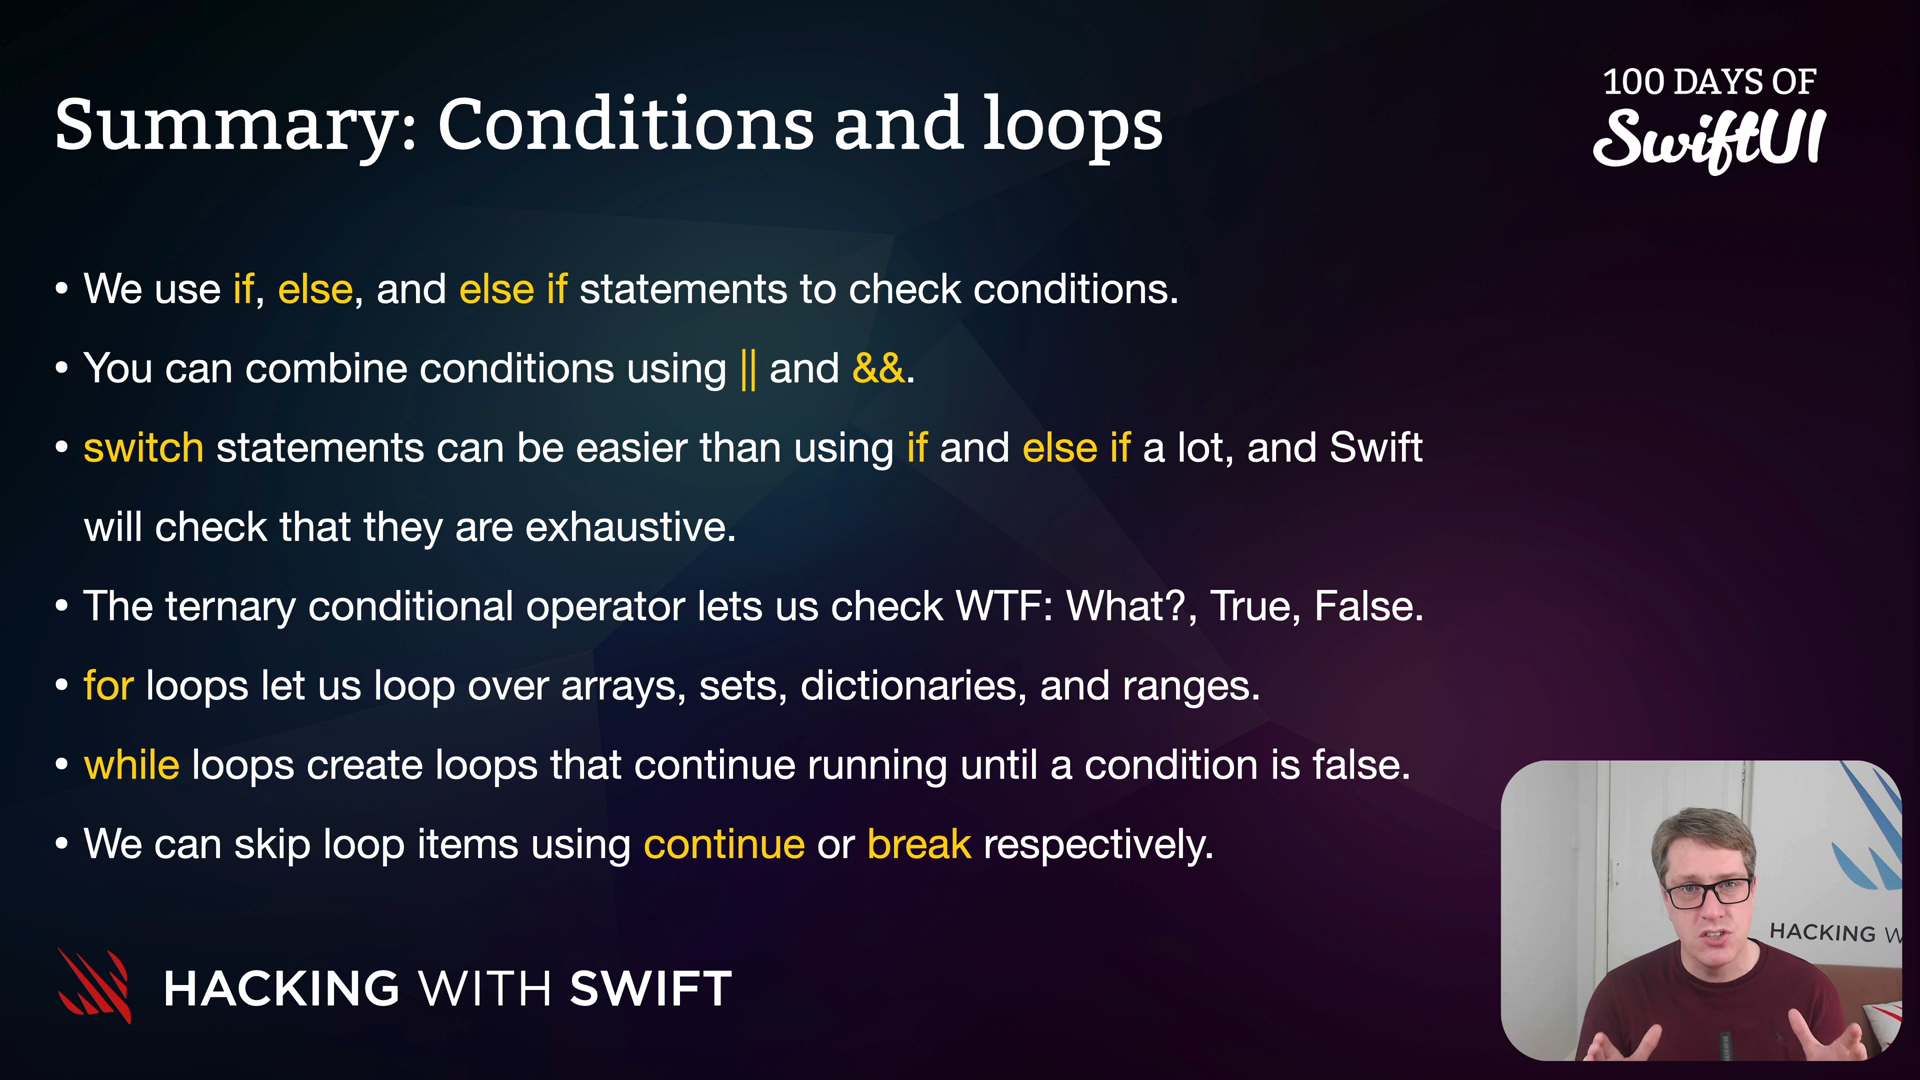 Summary: Conditions and loops
100 DAYS OF
SwiftUI
• We use if, else, and else if statements to check conditions.
• You can combine conditions using || and &&.
• switch statements can be easier than using if and else if a lot, and Swift
will check that they are exhaustive.
• The ternary conditional operator lets us check WTF: What?, True, False.
• for loops let us loop over arrays, sets, dictionaries, and ranges.
• while loops create loops that continue running until a condition is false.
• We can skip loop items using continue or break respectively.
HACKING W
HACKING WITH SWIFT